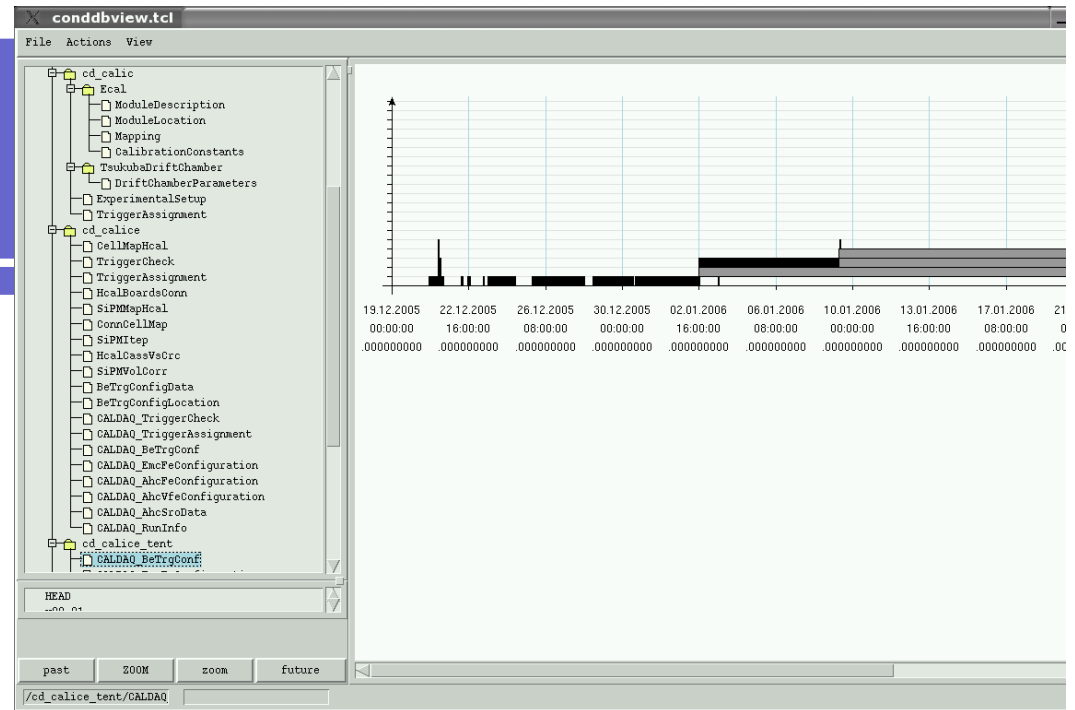 conddbview.tcl
File Actions View
cd_calic
Ecal
ModuleDescription
ModuleLocation
Mapping
CalibrationConstants
TsukubaDriftChamber
DriftChamberParameters
ExperimentalSetup
TriggerAssignment
cd_calice
CellMapHcal
TriggerCheck
TriggerAssignment
HcalBoardsConn
SiPMMapHcal
ConnCellMap
SiPMItep
HcalCassVsCrc
SiPMVolCorr
BeTrgConfigData
BeTrgConfigLocation
CALDAQ_TriggerCheck
CALDAQ_TriggerAssignment
CALDAQ_BeTrgConf
CALDAQ_EmcFeConfiguration
CALDAQ_AhcFeConfiguration
CALDAQ_AhcVfeConfiguration
CALDAQ_AhcSroData
CALDAQ_RunInfo
cd_calice_tent
CALDAQ_BeTrgConf
HEAD
past ZOOM zoom future
/cd_calice_tent/CALDAQ
19.12.2005 22.12.2005 26.12.2005 30.12.2005 02.01.2006 06.01.2006 10.01.2006 13.01.2006 17.01.2006 21
00:00:00 16:00:00 08:00:00 00:00:00 16:00:00 08:00:00 00:00:00 16:00:00 08:00:00 0
.000000000 .000000000 .000000000 .000000000 .000000000 .000000000 .000000000 .000000000 .000000000 .00